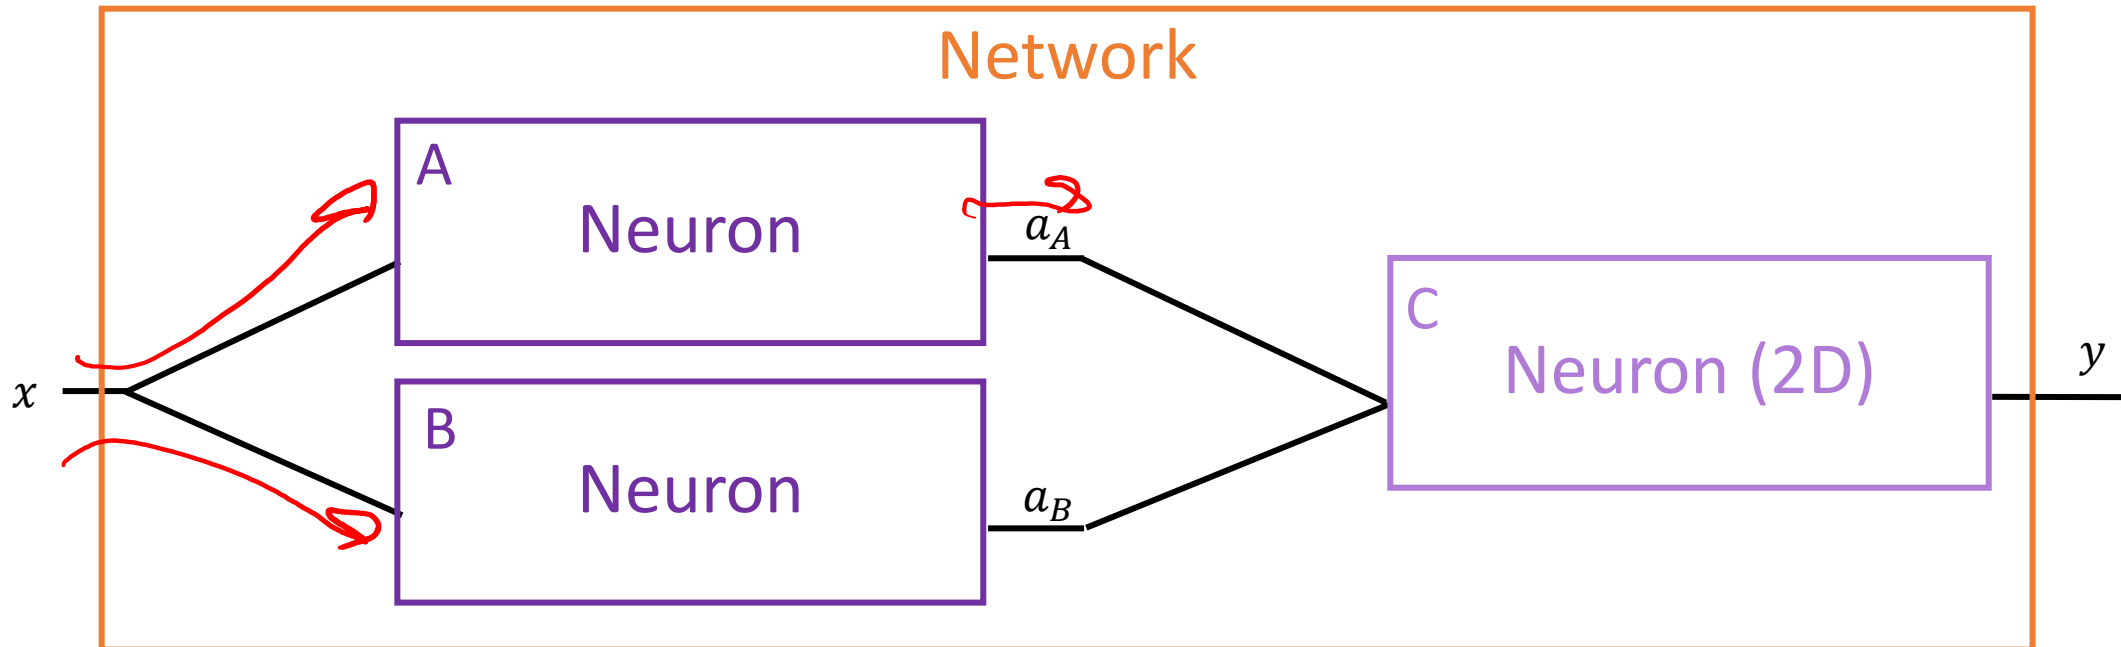 Network
A
Neuron
a_A
x
B
Neuron
a_B
C
Neuron (2D)
y